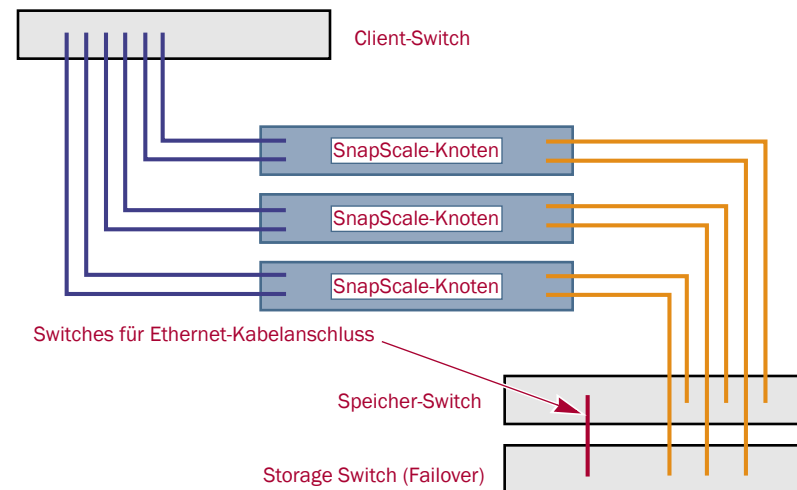 Client-Switch
SnapScale-Knoten
SnapScale-Knoten
SnapScale-Knoten
Switches für Ethernet-Kabelanschluss
Speicher-Switch
Storage Switch (Failover)